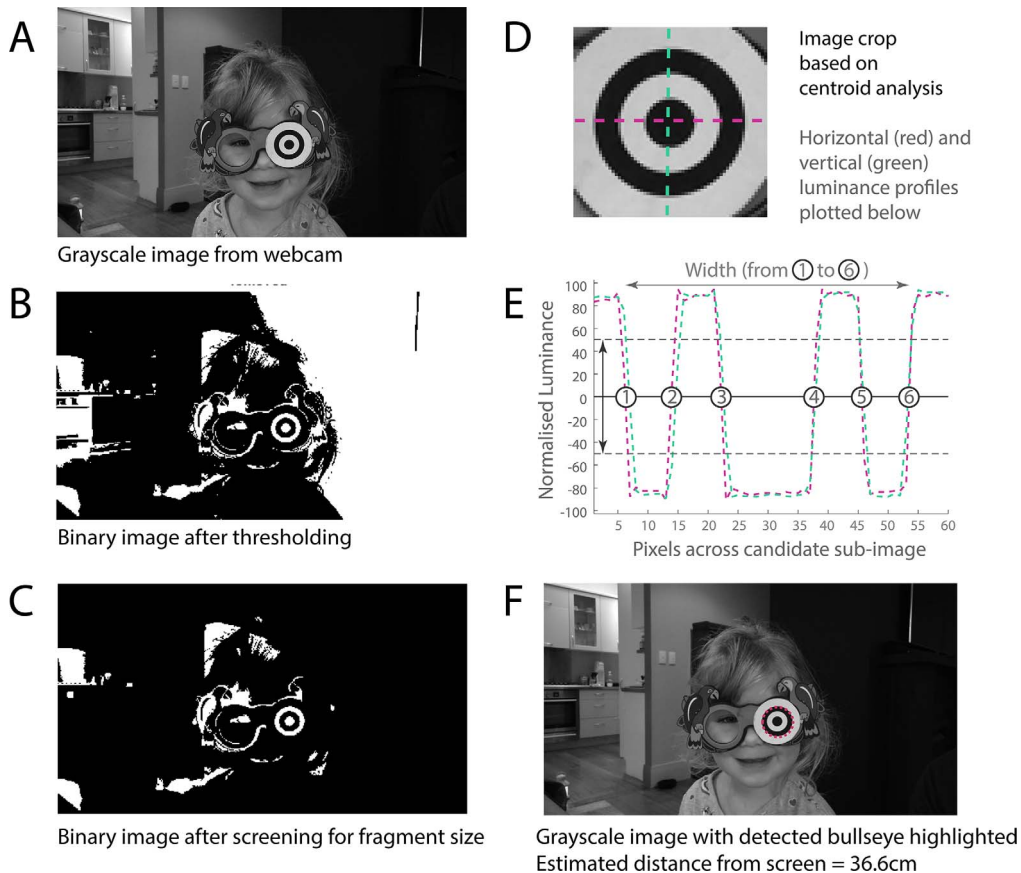 A
Grayscale image from webcam
B
Binary image after thresholding
C
Binary image after screening for fragment size
D
Image crop
based on
centroid analysis
Horizontal (red) and
vertical (green)
luminance profiles
plotted below
E
Width (from 1 to 6 )
Normalised Luminance
100
80
60
40
20
0
-20
-40
-60
-80
-100
1 2 3 4 5 6
5 10 15 20 25 30 35 40 45 50 55 60
Pixels across candidate sub-image
F
Grayscale image with detected bullseye highlighted
Estimated distance from screen = 36.6cm